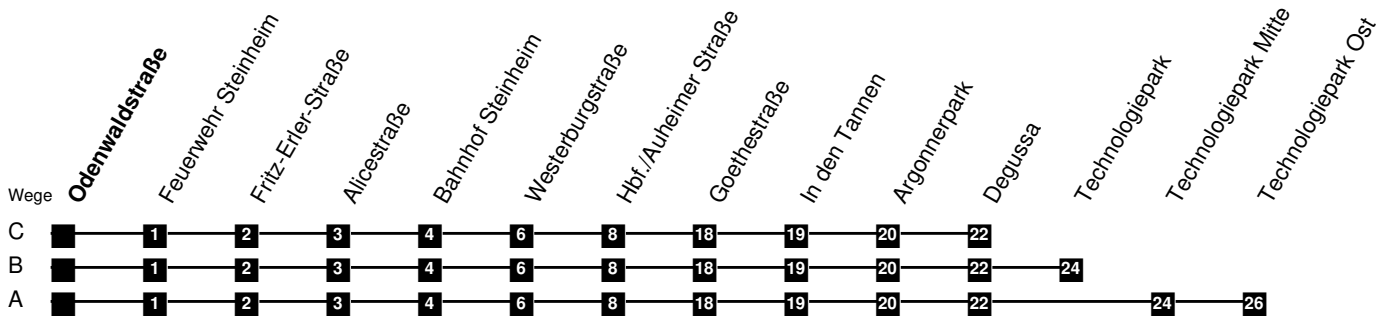 Odenwaldstraße
Feuerwehr Steinheim
Fritz-Erler-Straße
Alicestraße
Bahnhof Steinheim
Westerburgstraße
Hbf./Auheimer Straße
Goethestraße
In den Tannen
Argonnerpark
Degussa
Technologiepark
Technologiepark Mitte
Technologiepark Ost
Wege
C 1 2 3 4 6 8 18 19 20 22
B 1 2 3 4 6 8 18 19 20 22 24
A 1 2 3 4 6 8 18 19 20 22 24 26